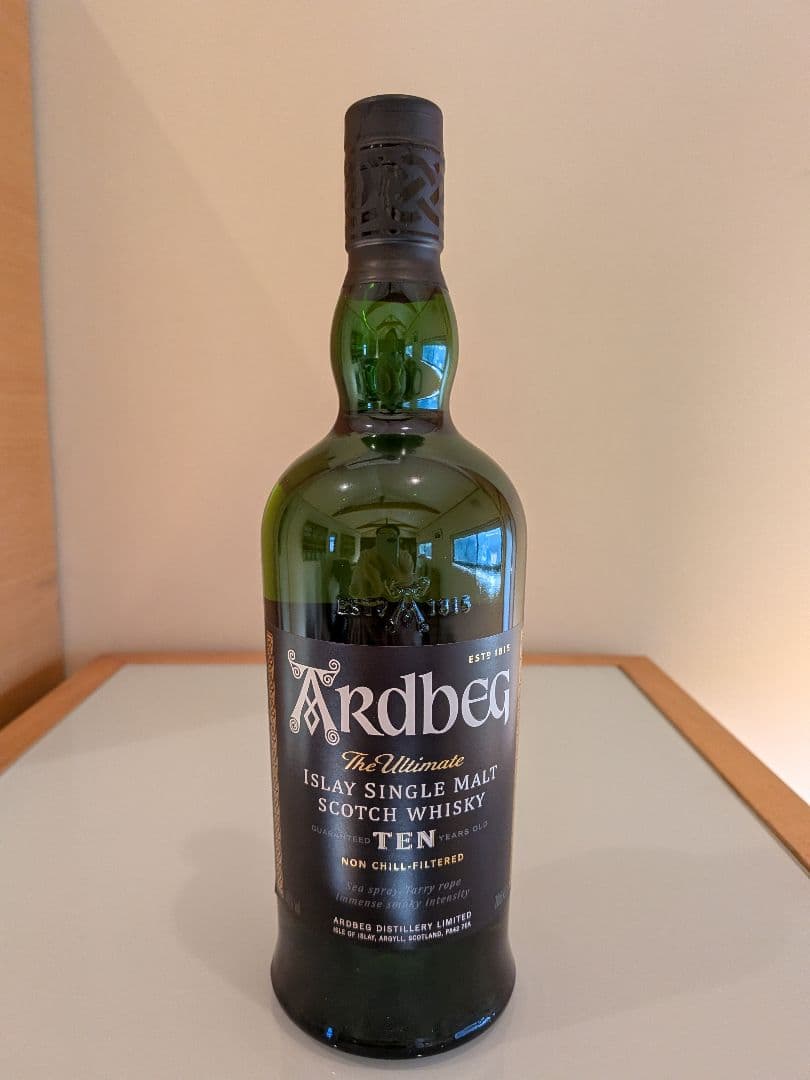 ESTD 1815
ESTD 1815
ARDBEG
The Ultimate
ISLAY SINGLE MALT
SCOTCH WHISKY
GUARANTEED TEN YEARS OLD
NON CHILL-FILTERED
Sea spray, tarry rope
immense smoky intensity
ARDBEG DISTILLERY LIMITED
ISLE OF ISLAY, ARGYLL, SCOTLAND, PA42 7EA